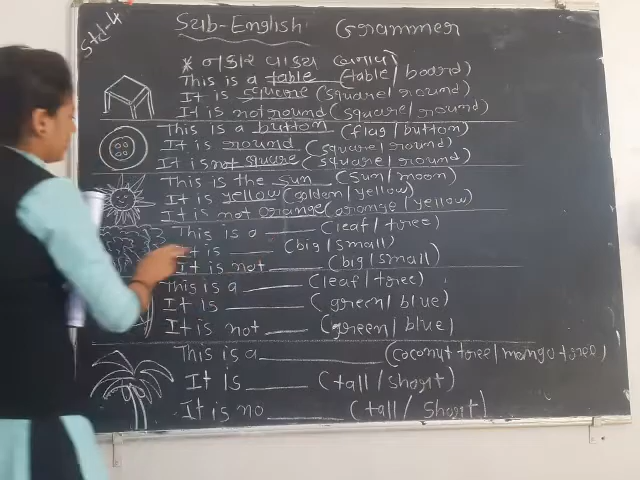 Std-IX
Sub-English Grammer
* નકાર વાકય બનાવ)
This is a table (table/board)
It is square (square/round)
It is not round (square/round)
This is a button (flag/button)
It is round (square/round)
It is not square (square/round)
This is the sun (sun/moon)
It is yellow (Golden/yellow)
It is not orange (orange/yellow)
This is a ____ (leaf/tree)
It is ____ (big/small)
It is not ____ (big/small)
This is a ____ (leaf/tree)
It is ____ (green/blue)
It is not ____ (green/blue)
This is a ____ (coconut tree/mango tree)
It is ____ (tall/short)
It is no ____ (tall/short)